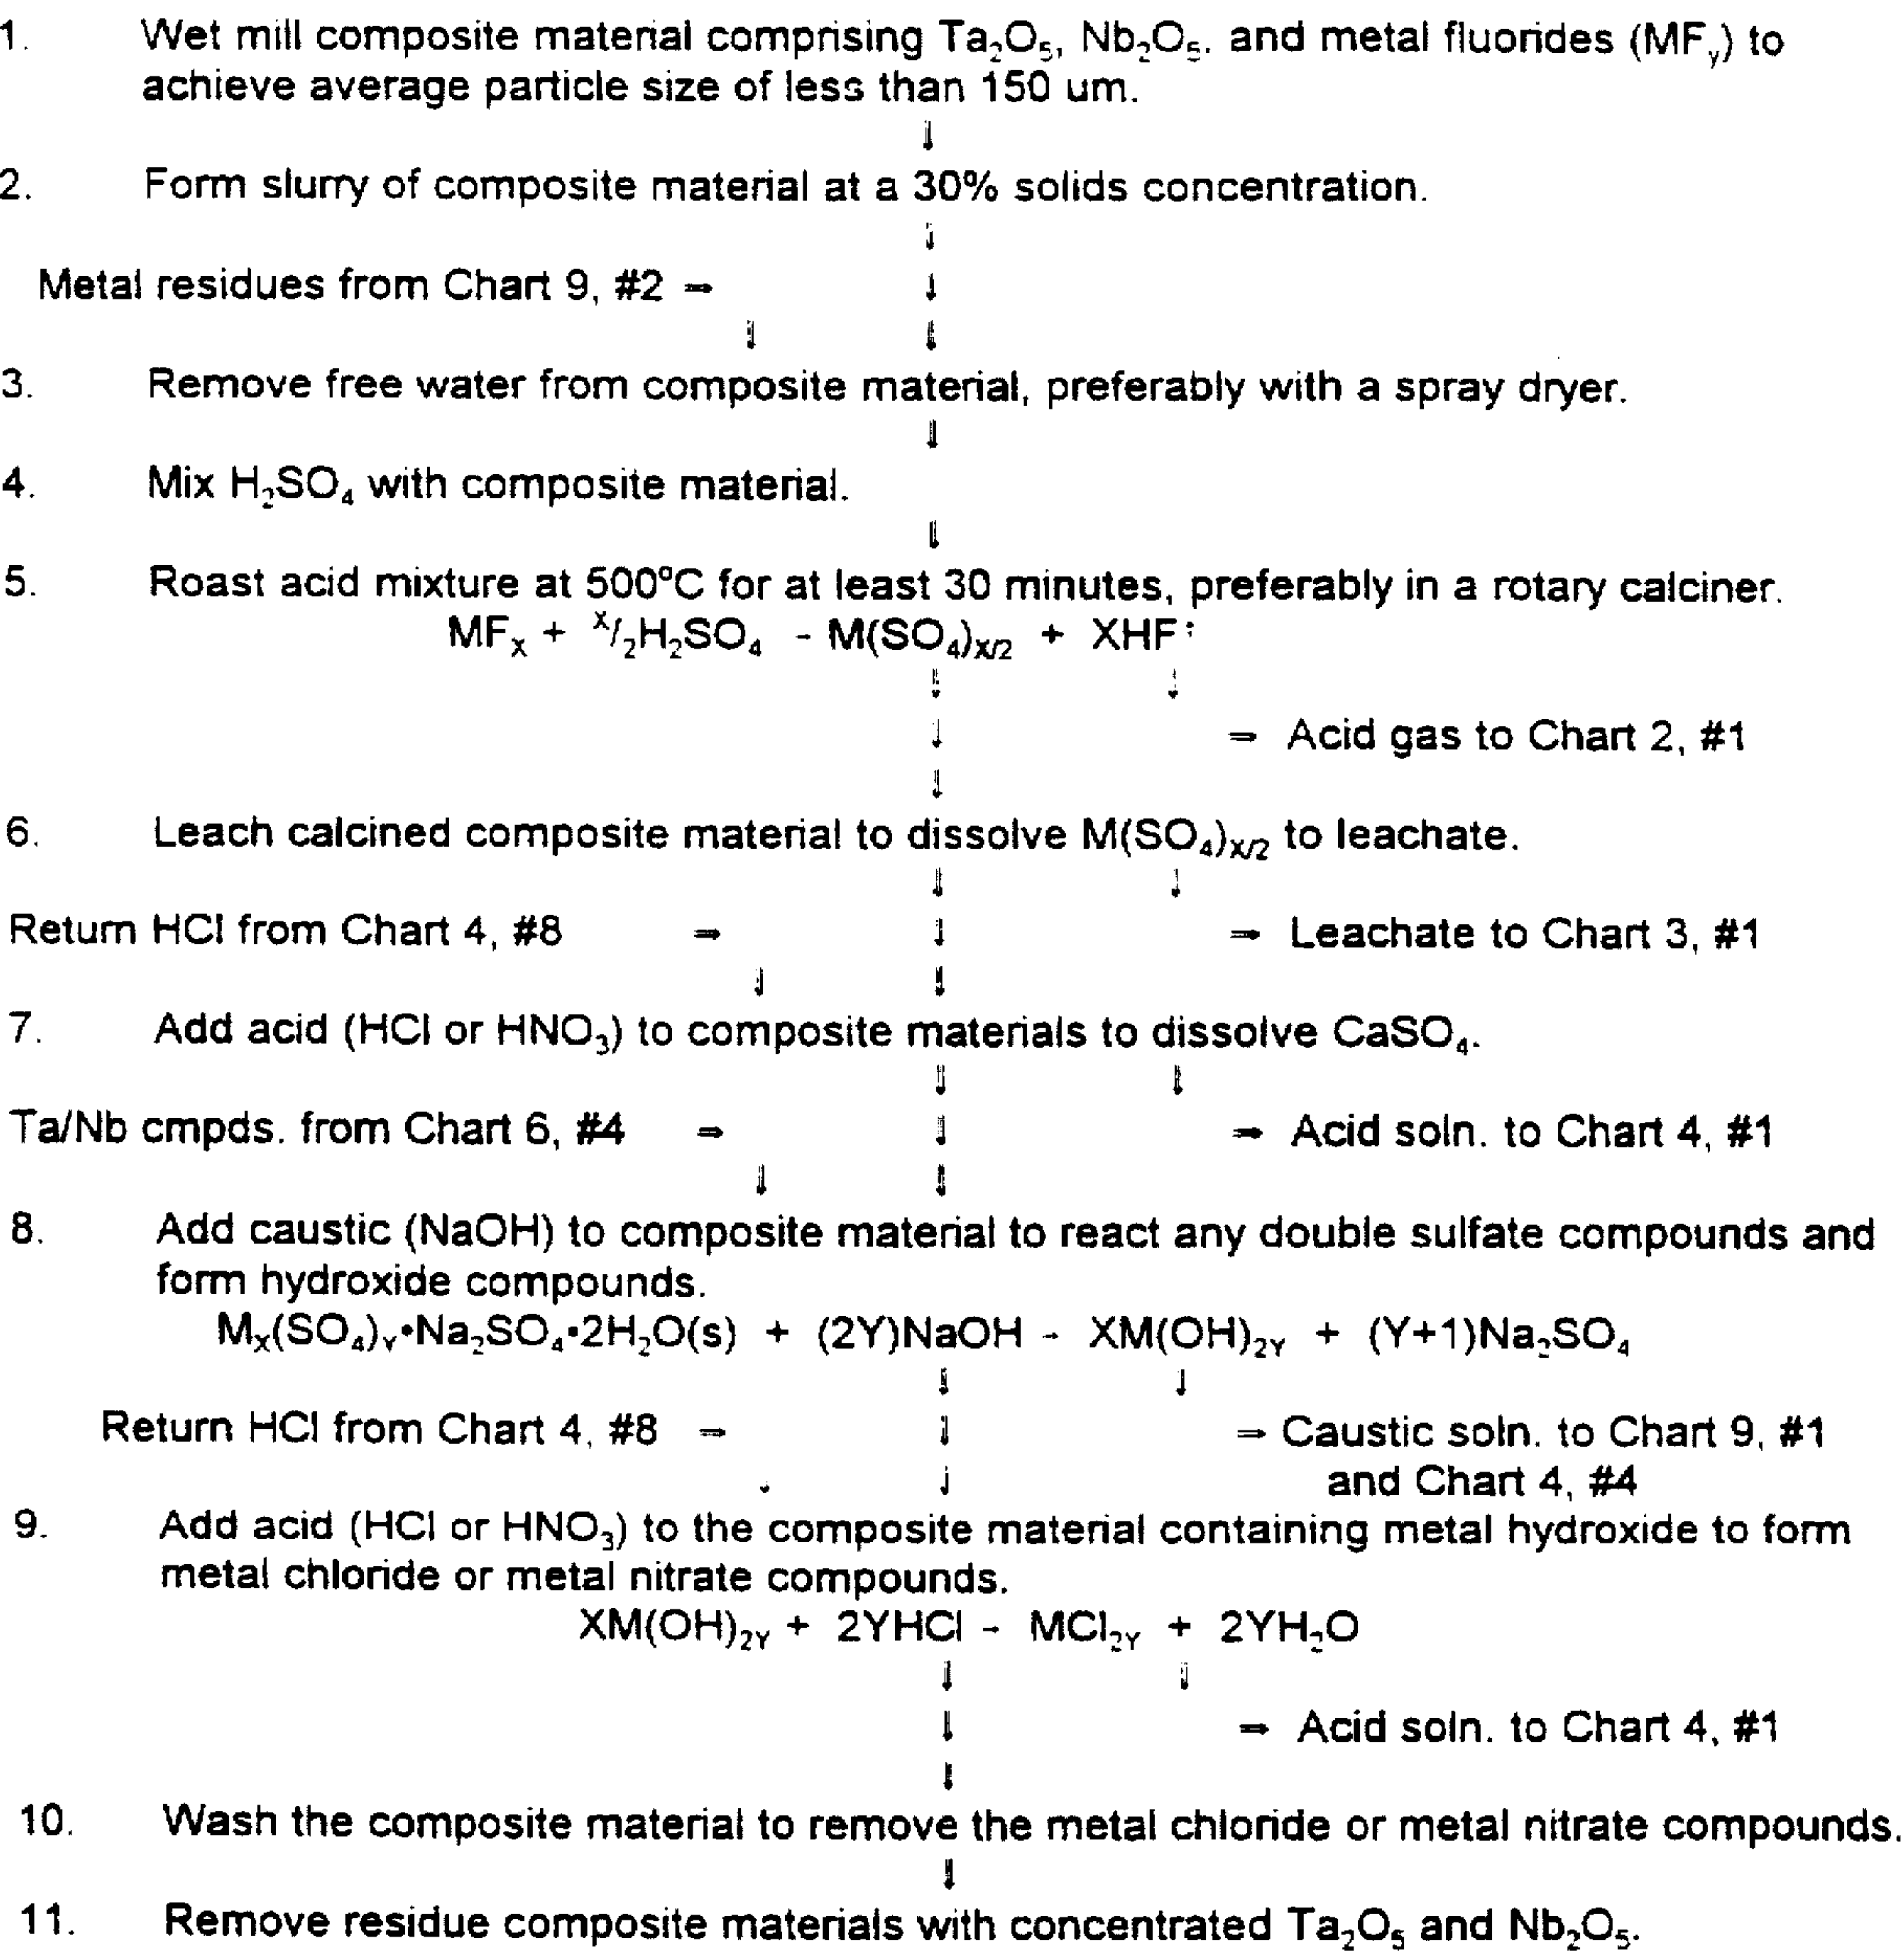 1. Wet mill composite material comprising Ta₂O₅, Nb₂O₅, and metal fluorides (MFᵧ) to
achieve average particle size of less than 150 um.
↓
2. Form slurry of composite material at a 30% solids concentration.
↓
Metal residues from Chart 9, #2 → ↓
↓ ↓
3. Remove free water from composite material, preferably with a spray dryer.
↓
4. Mix H₂SO₄ with composite material.
↓
5. Roast acid mixture at 500°C for at least 30 minutes, preferably in a rotary calciner.
MFₓ + ˣ/₂H₂SO₄ - M(SO₄)ₓ/₂ + XHF↑
↓ ↓
↓ → Acid gas to Chart 2, #1
↓
6. Leach calcined composite material to dissolve M(SO₄)ₓ/₂ to leachate.
↓ ↓
Return HCl from Chart 4, #8 → ↓ → Leachate to Chart 3, #1
↓ ↓
7. Add acid (HCl or HNO₃) to composite materials to dissolve CaSO₄.
↓ ↓
Ta/Nb cmpds. from Chart 6, #4 → ↓ → Acid soln. to Chart 4, #1
↓ ↓
8. Add caustic (NaOH) to composite material to react any double sulfate compounds and
form hydroxide compounds.
Mₓ(SO₄)ᵧ•Na₂SO₄•2H₂O(s) + (2Y)NaOH - XM(OH)₂ᵧ + (Y+1)Na₂SO₄
↓ ↓
Return HCl from Chart 4, #8 → ↓ → Caustic soln. to Chart 9, #1
↓ ↓ and Chart 4, #4
9. Add acid (HCl or HNO₃) to the composite material containing metal hydroxide to form
metal chloride or metal nitrate compounds.
XM(OH)₂ᵧ + 2YHCl - MCl₂ᵧ + 2YH₂O
↓ ↓
↓ → Acid soln. to Chart 4, #1
↓
10. Wash the composite material to remove the metal chloride or metal nitrate compounds.
↓
11. Remove residue composite materials with concentrated Ta₂O₅ and Nb₂O₅.